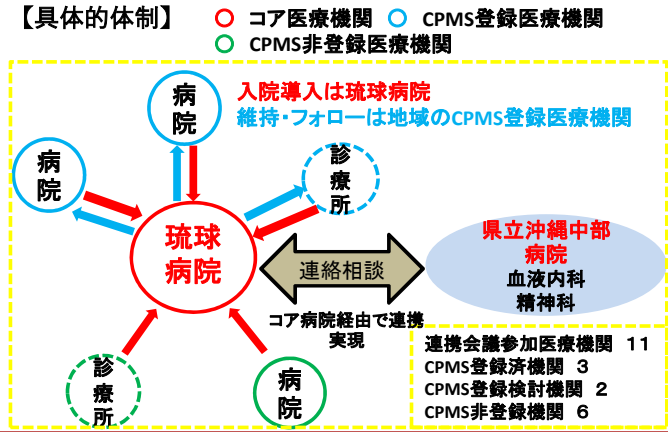 【具体的体制】
コア医療機関
CPMS登録医療機関
CPMS非登録医療機関
入院導入は琉球病院
維持・フォローは地域のCPMS登録医療機関
病院
病院
診療所
琉球
病院
連絡相談
県立沖縄中部
病院
血液内科
精神科
コア病院経由で連携
実現
診療所
病院
連携会議参加医療機関 11
CPMS登録済機関 3
CPMS登録検討機関 2
CPMS非登録機関 6